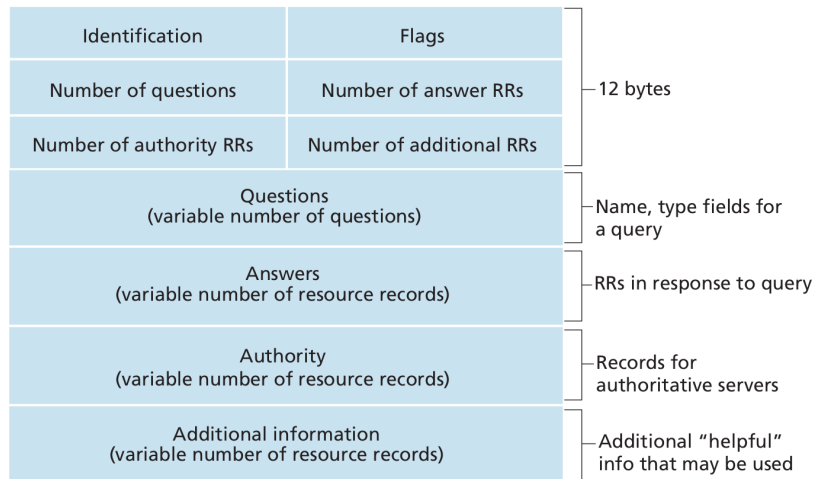 Identification
Flags
Number of questions
Number of answer RRs
12 bytes
Number of authority RRs
Number of additional RRs
Questions
(variable number of questions)
Name, type fields for
a query
Answers
(variable number of resource records)
RRs in response to query
Authority
(variable number of resource records)
Records for
authoritative servers
Additional information
(variable number of resource records)
Additional “helpful”
info that may be used